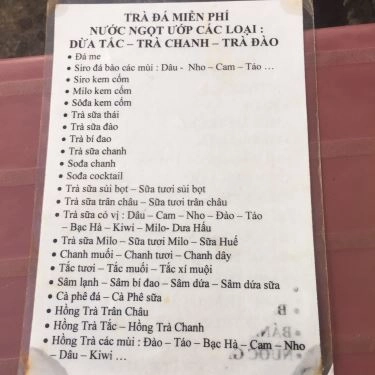 TRÀ ĐÁ MIỄN PHÍ
NƯỚC NGỌT ƯỚP CÁC LOẠI :
DỪA TẮC – TRÀ CHANH – TRÀ ĐÀO
• Đá me
• Siro đá bào các mùi : Dâu - Nho – Cam – Táo …
• Siro kem cốm
• Milo kem cốm
• Sôđa kem cốm
• Trà sữa thái
• Trà sữa đào
• Trà bí đao
• Trà sữa chanh
• Sođa chanh
• Sođa cocktail
• Trà sữa sủi bọt – Sữa tươi sủi bọt
• Trà sữa trân châu – Sữa tươi trân châu
• Trà sữa có vị : Dâu – Cam – Nho – Đào – Táo
– Bạc Hà – Kiwi – Milo- Dưa Hấu
• Trà sữa Milo – Sữa tươi Milo – Sữa Huế
• Chanh muối – Chanh tươi – Chanh dây
• Tắc tươi – Tắc muối – Tắc xí muội
• Sâm lạnh – Sâm bí đao – Sâm dứa – Sâm dứa sữa
• Cà phê đá – Cà Phê sữa
• Hồng Trà Trân Châu
• Hồng Trà Tắc – Hồng Trà Chanh
• Hồng Trà các mùi : Đào – Táo – Bạc Hà – Cam – Nho
– Dâu – Kiwi …